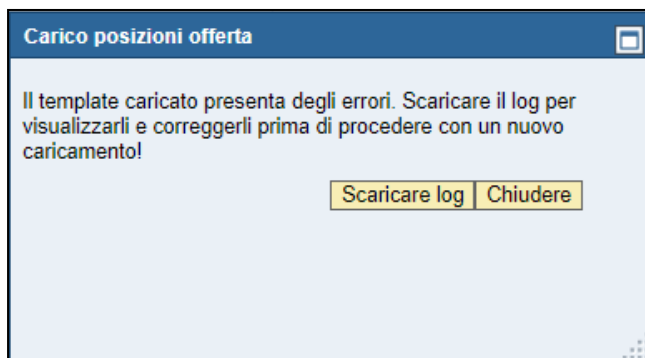 Carico posizioni offerta
Il template caricato presenta degli errori. Scaricare il log per
visualizzarli e correggerli prima di procedere con un nuovo
caricamento!
Scaricare log Chiudere